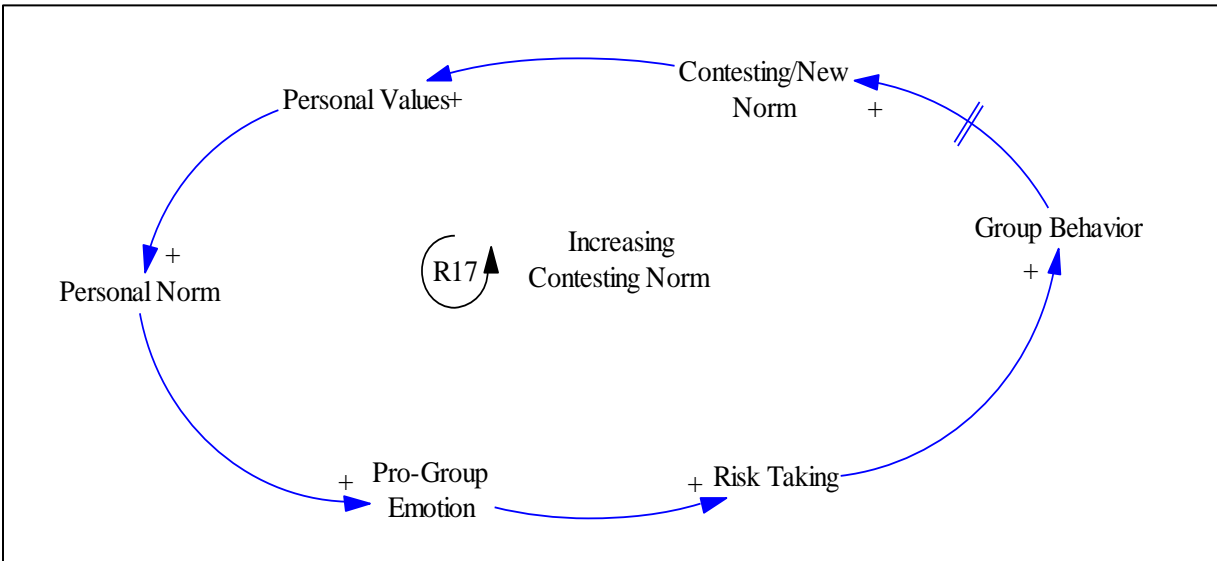 Contesting/New
Norm
+
Personal Values+
+
Personal Norm
R17
Increasing
Contesting Norm
Group Behavior
+
+
Pro-Group
Emotion
+
Risk Taking